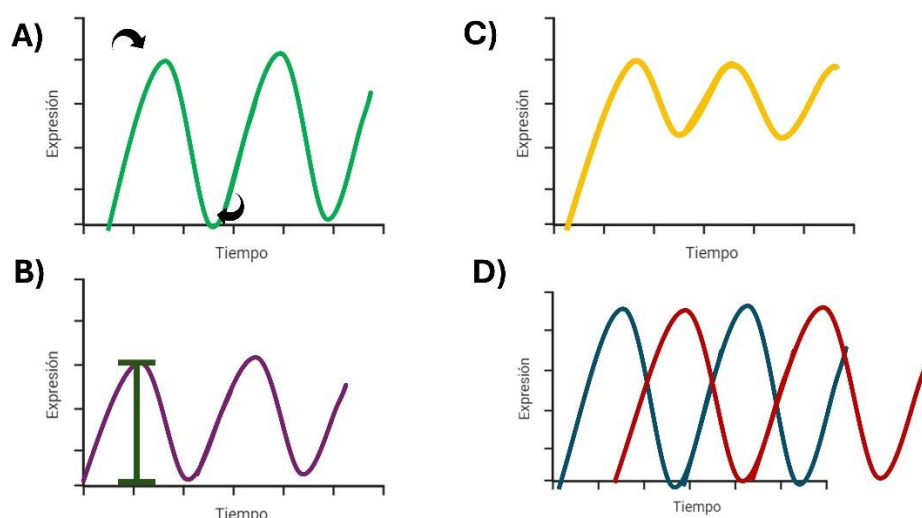 A)
Expresión
Tiempo
B)
Expresión
Tiempo
C)
Expresión
Tiempo
D)
Expresión
Tiempo